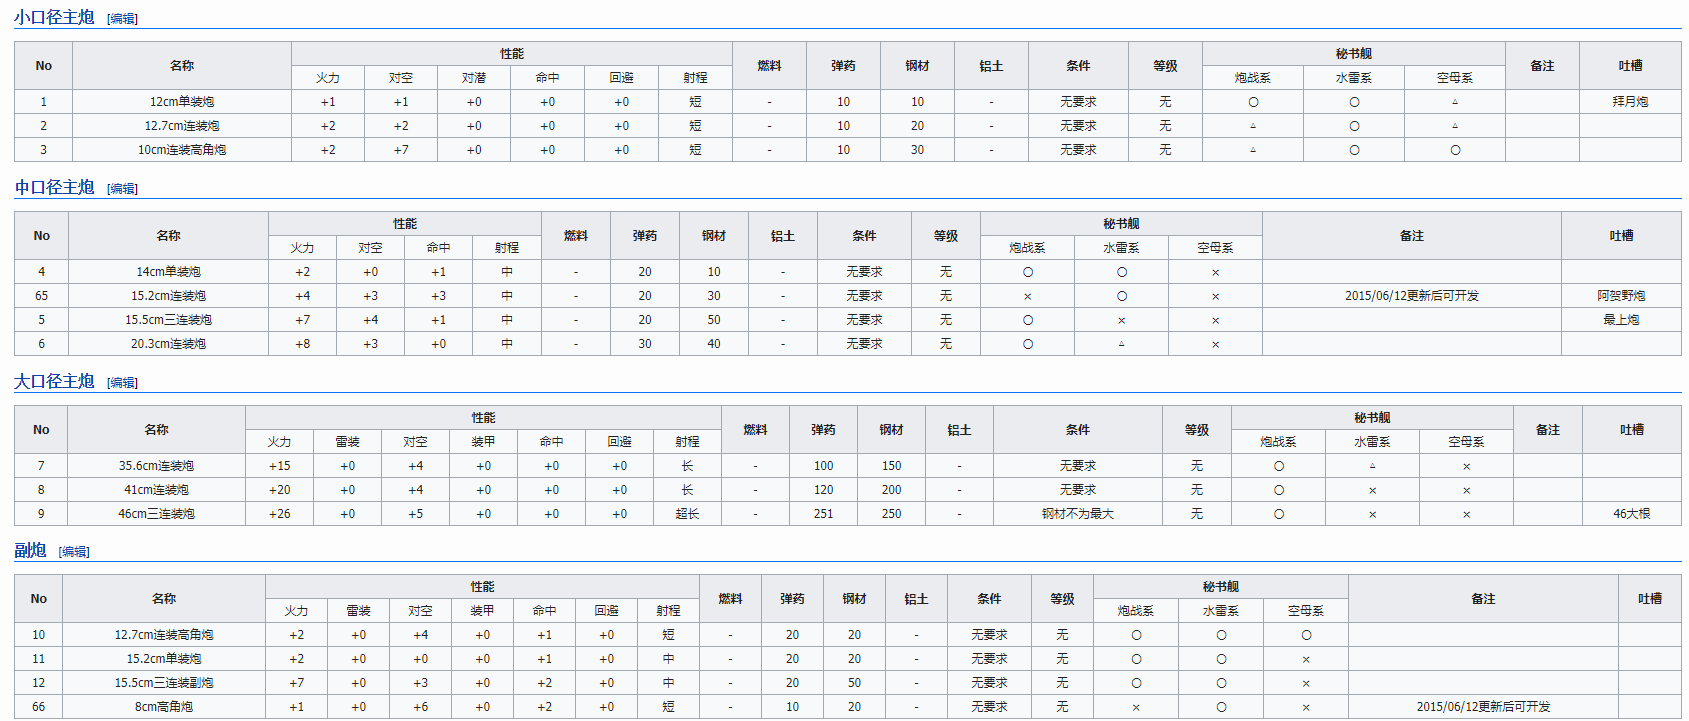 小口径主炮 [编辑]
No 名称 性能 燃料 弹药 钢材 铝土 条件 等级 秘书舰 备注 吐槽
火力 对空 对潜 命中 回避 射程 炮战系 水雷系 空母系
1 12cm单装炮 +1 +1 +0 +0 +0 短 - 10 10 - 无要求 无 ○ ○ △ 拜月炮
2 12.7cm连装炮 +2 +2 +0 +0 +0 短 - 10 20 - 无要求 无 △ ○ △
3 10cm连装高角炮 +2 +7 +0 +0 +0 短 - 10 30 - 无要求 无 △ ○ ○
中口径主炮 [编辑]
No 名称 性能 燃料 弹药 钢材 铝土 条件 等级 秘书舰 备注 吐槽
火力 对空 命中 射程 炮战系 水雷系 空母系
4 14cm单装炮 +2 +0 +1 中 - 20 10 - 无要求 无 ○ ○ ×
65 15.2cm连装炮 +4 +3 +3 中 - 20 30 - 无要求 无 × ○ × 2015/06/12更新后可开发 阿贺野炮
5 15.5cm三连装炮 +7 +4 +1 中 - 20 50 - 无要求 无 ○ × × 最上炮
6 20.3cm连装炮 +8 +3 +0 中 - 30 40 - 无要求 无 ○ △ ×
大口径主炮 [编辑]
No 名称 性能 燃料 弹药 钢材 铝土 条件 等级 秘书舰 备注 吐槽
火力 雷装 对空 装甲 命中 回避 射程 炮战系 水雷系 空母系
7 35.6cm连装炮 +15 +0 +4 +0 +0 +0 长 - 100 150 - 无要求 无 ○ △ ×
8 41cm连装炮 +20 +0 +4 +0 +0 +0 长 - 120 200 - 无要求 无 ○ × ×
9 46cm三连装炮 +26 +0 +5 +0 +0 +0 超长 - 251 250 - 钢材不为最大 无 ○ × × 46大根
副炮 [编辑]
No 名称 性能 燃料 弹药 钢材 铝土 条件 等级 秘书舰 备注 吐槽
火力 雷装 对空 装甲 命中 回避 射程 炮战系 水雷系 空母系
10 12.7cm连装高角炮 +2 +0 +4 +0 +1 +0 短 - 20 20 - 无要求 无 ○ ○ ○
11 15.2cm单装炮 +2 +0 +0 +0 +1 +0 中 - 20 20 - 无要求 无 ○ ○ ×
12 15.5cm三连装副炮 +7 +0 +3 +0 +2 +0 中 - 20 50 - 无要求 无 ○ ○ ×
66 8cm高角炮 +1 +0 +6 +0 +2 +0 短 - 10 20 - 无要求 无 × ○ × 2015/06/12更新后可开发